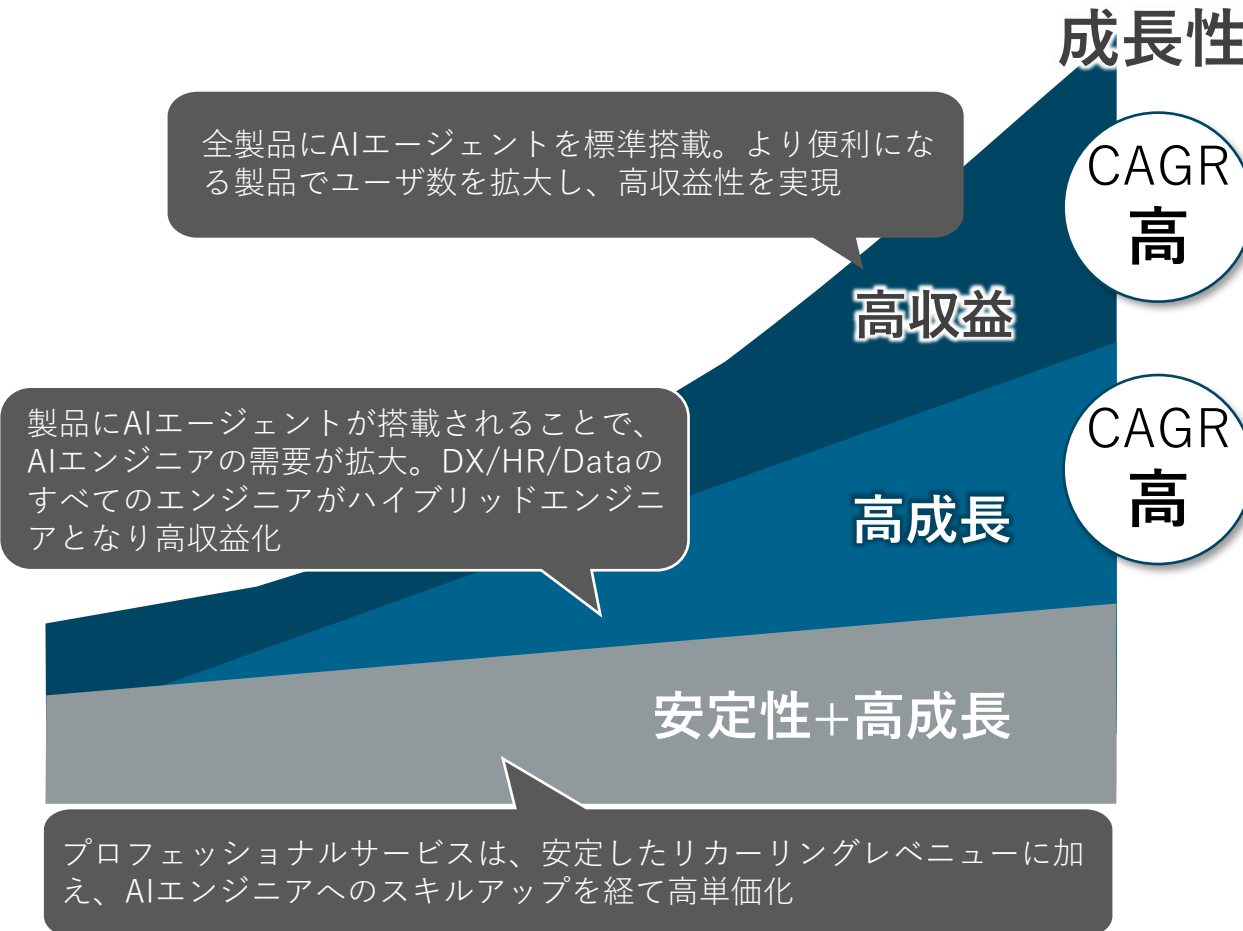 成長性
全製品にAIエージェントを標準搭載。より便利にな
る製品でユーザ数を拡大し、高収益性を実現
CAGR
高
高収益
製品にAIエージェントが搭載されることで、
AIエンジニアの需要が拡大。DX/HR/Dataの
すべてのエンジニアがハイブリッドエンジニ
アとなり高収益化
CAGR
高
高成長
安定性+高成長
プロフェッショナルサービスは、安定したリカーリングレベニューに加
え、AIエンジニアへのスキルアップを経て高単価化